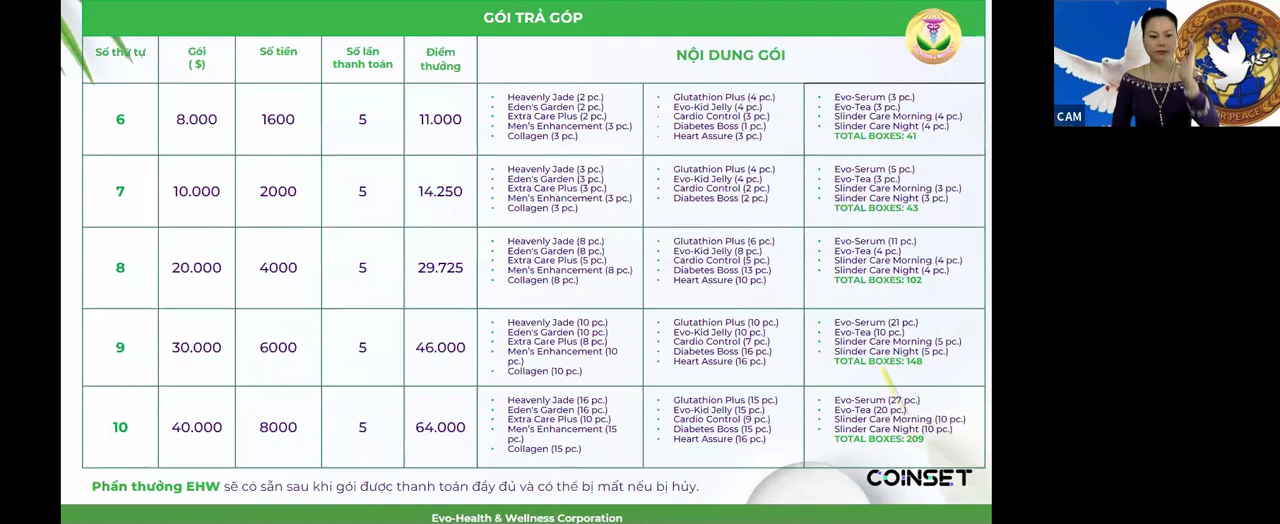 GÓI TRẢ GÓP
Số thứ tự
Gói
( $)
Số tiền
Số lần
thanh toán
Điểm
thưởng
NỘI DUNG GÓI
6
8.000
1600
5
11.000
Heavenly Jade (2 pc.)
Eden's Garden (2 pc.)
Extra Care Plus (2 pc.)
Men's Enhancement (3 pc.)
Collagen (3 pc.)
Glutathion Plus (4 pc.)
Evo-Kid Jelly (4 pc.)
Cardio Control (3 pc.)
Diabetes Boss (1 pc.)
Heart Assure (3 pc.)
Evo-Serum (3 pc.)
Evo-Tea (3 pc.)
Slinder Care Morning (4 pc.)
Slinder Care Night (4 pc.)
TOTAL BOXES: 41
7
10.000
2000
5
14.250
Heavenly Jade (3 pc.)
Eden's Garden (3 pc.)
Extra Care Plus (3 pc.)
Men's Enhancement (3 pc.)
Collagen (3 pc.)
Glutathion Plus (4 pc.)
Evo-Kid Jelly (4 pc.)
Cardio Control (2 pc.)
Diabetes Boss (2 pc.)
Evo-Serum (5 pc.)
Evo-Tea (3 pc.)
Slinder Care Morning (3 pc.)
Slinder Care Night (3 pc.)
TOTAL BOXES: 43
8
20.000
4000
5
29.725
Heavenly Jade (8 pc.)
Eden's Garden (8 pc.)
Extra Care Plus (5 pc.)
Men's Enhancement (8 pc.)
Collagen (8 pc.)
Glutathion Plus (6 pc.)
Evo-Kid Jelly (8 pc.)
Cardio Control (5 pc.)
Diabetes Boss (13 pc.)
Heart Assure (10 pc.)
Evo-Serum (11 pc.)
Evo-Tea (4 pc.)
Slinder Care Morning (4 pc.)
Slinder Care Night (4 pc.)
TOTAL BOXES: 102
9
30.000
6000
5
46.000
Heavenly Jade (10 pc.)
Eden's Garden (10 pc.)
Extra Care Plus (8 pc.)
Men's Enhancement (10
pc.)
Collagen (10 pc.)
Glutathion Plus (10 pc.)
Evo-Kid Jelly (10 pc.)
Cardio Control (7 pc.)
Diabetes Boss (16 pc.)
Heart Assure (16 pc.)
Evo-Serum (21 pc.)
Evo-Tea (10 pc.)
Slinder Care Morning (5 pc.)
Slinder Care Night (5 pc.)
TOTAL BOXES: 148
10
40.000
8000
5
64.000
Heavenly Jade (16 pc.)
Eden's Garden (16 pc.)
Extra Care Plus (10 pc.)
Men's Enhancement (15
pc.)
Collagen (15 pc.)
Glutathion Plus (15 pc.)
Evo-Kid Jelly (15 pc.)
Cardio Control (9 pc.)
Diabetes Boss (15 pc.)
Heart Assure (16 pc.)
Evo-Serum (27 pc.)
Evo-Tea (20 pc.)
Slinder Care Morning (10 pc.)
Slinder Care Night (10 pc.)
TOTAL BOXES: 209
COINSET
Phần thưởng EHW sẽ có sẵn sau khi gói được thanh toán đầy đủ và có thể bị mất nếu bị hủy.
Evo-Health & Wellness Corporation
GENERALS
FOR PEACE
CAM